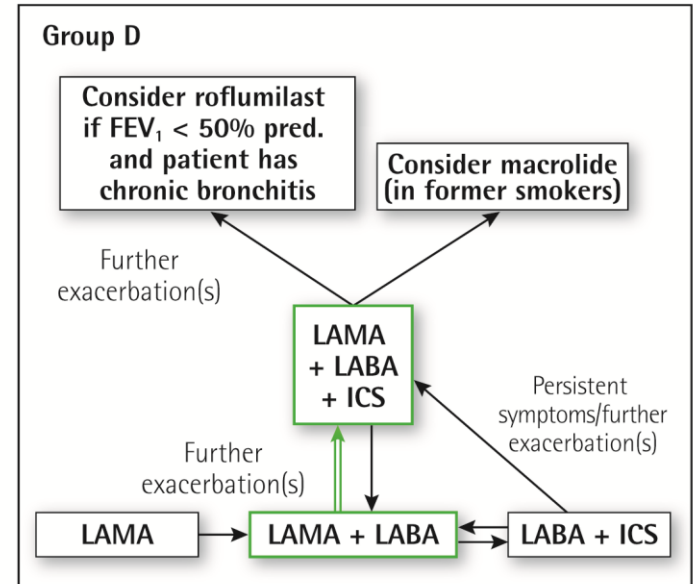 Group D
Consider roflumilast
if FEV₁ < 50% pred.
and patient has
chronic bronchitis
Consider macrolide
(in former smokers)
Further
exacerbation(s)
LAMA
+ LABA
+ ICS
Persistent
symptoms/further
exacerbation(s)
Further
exacerbation(s)
LAMA
LAMA + LABA
LABA + ICS